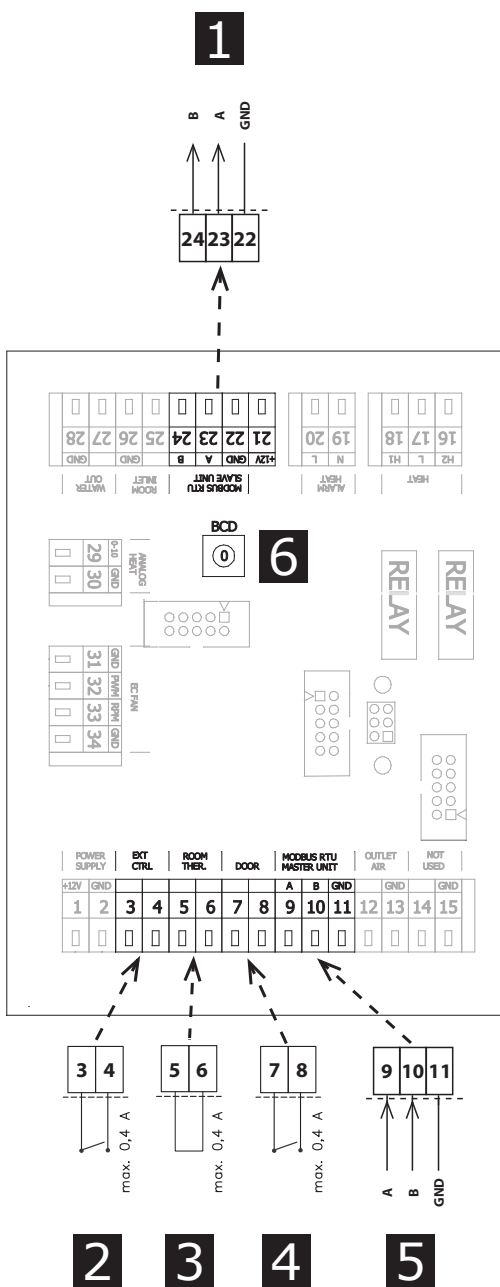 1
B A GND
24 23 22
28 27 26 25 24 23 22 21
GND GND B A GND +12V
WATER OUT
ROOM INLET
MODBUS RTU SLAVE UNIT
20 19
L N
ALARM HEAT
18 17 16
H1 L H2
HEAT
BCD
0
6
29 0-10
30 GND
ANALOG HEAT
31 GND
32 PWM
33 RPM
34 GND
EC FAN
RELAY RELAY
POWER SUPPLY
EXT CTRL
ROOM THER.
DOOR
MODBUS RTU MASTER UNIT
OUTLET AIR
NOT USED
+12V GND A B GND GND GND
1 2 3 4 5 6 7 8 9 10 11 12 13 14 15
3 4
max. 0,4 A
5 6
max. 0,4 A
7 8
max. 0,4 A
9 10 11
A B GND
2 3 4 5